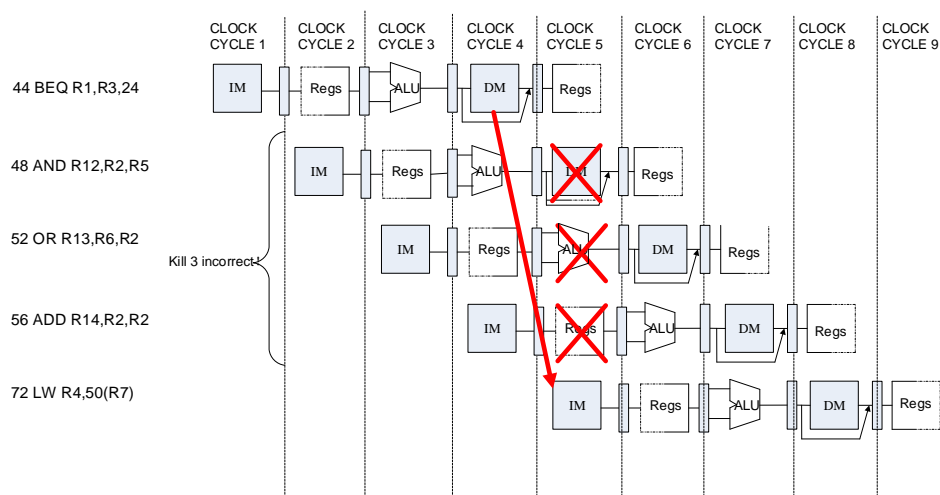 CLOCK CYCLE 1
CLOCK CYCLE 2
CLOCK CYCLE 3
CLOCK CYCLE 4
CLOCK CYCLE 5
CLOCK CYCLE 6
CLOCK CYCLE 7
CLOCK CYCLE 8
CLOCK CYCLE 9
44 BEQ R1,R3,24
IM
Regs
ALU
DM
Regs
48 AND R12,R2,R5
IM
Regs
ALU
DM
Regs
52 OR R13,R6,R2
IM
Regs
ALU
DM
Regs
Kill 3 incorrect
56 ADD R14,R2,R2
IM
Regs
ALU
DM
Regs
72 LW R4,50(R7)
IM
Regs
ALU
DM
Regs